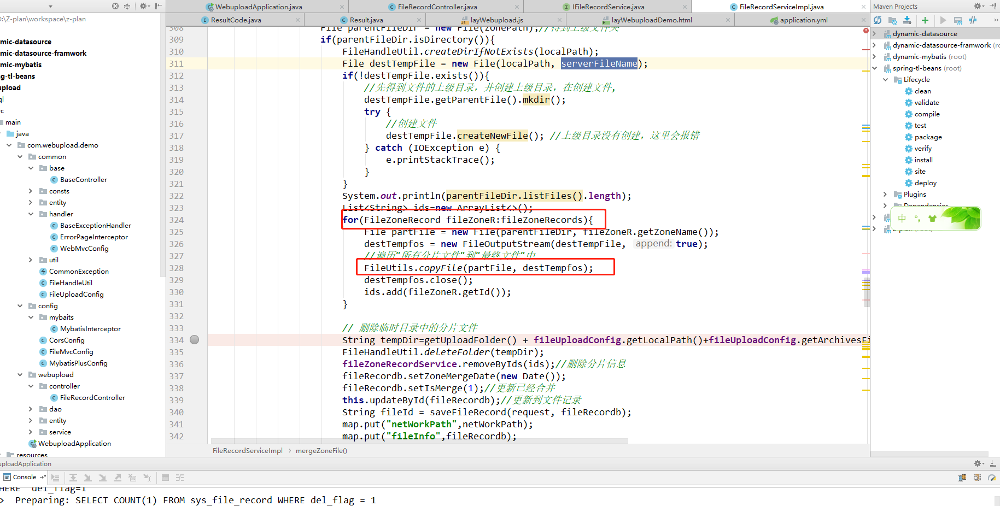 WebuploadApplication.java
FileRecordController.java
IFileRecordService.java
FileRecordServiceImpl.java
Maven Projects
:\Z-plan\workspace\z-plan
ResultCode.java
Result.java
layWebupload.js
layWebuploadDemo.html
application.yml
mic-datasource
mic-datasource-framwork
mic-mybatis
g-tl-beans
upload
ql
rc
main
java
com.webupload.demo
common
base
BaseController
consts
entity
handler
BaseExceptionHandler
ErrorPageInterceptor
WebMvcConfig
util
CommonException
FileHandleUtil
FileUploadConfig
config
mybaits
MybatisInterceptor
CorsConfig
FileMvcConfig
MybatisPlusConfig
webupload
controller
FileRecordController
dao
entity
service
WebuploadApplication
resources
308 File parentFileDir = new File(zonePath);//得到上级文件夹
309 if(parentFileDir.isDirectory()){
310 FileHandleUtil.createDirIfNotExists(localPath);
311 File destTempFile = new File(localPath, serverFileName);
312 if(!destTempFile.exists()){
313 //先得到文件的上级目录，并创建上级目录，在创建文件,
314 destTempFile.getParentFile().mkdir();
315 try {
316 //创建文件
317 destTempFile.createNewFile(); //上级目录没有创建，这里会报错
318 } catch (IOException e) {
319 e.printStackTrace();
320 }
321 }
322 System.out.println(parentFileDir.listFiles().length);
323 List<String> ids=new ArrayList<>();
324 for(FileZoneRecord fileZoneR:fileZoneRecords){
325 File partFile = new File(parentFileDir, fileZoneR.getZoneName());
326 destTempfos = new FileOutputStream(destTempFile, append: true);
327 //遍历"所有分片文件"到"最终文件"中
328 FileUtils.copyFile(partFile, destTempfos);
329 destTempfos.close();
330 ids.add(fileZoneR.getId());
331 }
332
333 // 删除临时目录中的分片文件
334 String tempDir=getUploadFolder() + fileUploadConfig.getLocalPath()+fileUploadConfig.getArchivesFi
335 FileHandleUtil.deleteFolder(tempDir);
336 fileZoneRecordService.removeByIds(ids);//删除分片信息
337 fileRecordb.setZoneMergeDate(new Date());
338 fileRecordb.setIsMerge(1);//更新已经合并
339 this.updateById(fileRecordb);//更新到文件记录
340 String fileId = saveFileRecord(request, fileRecordb);
341 map.put("netWorkPath",netWorkPath);
342 map.put("fileInfo",fileRecordb);
FileRecordServiceImpl › mergeZoneFile()
dynamic-datasource
dynamic-datasource-framwork (ro
dynamic-mybatis (root)
spring-tl-beans (root)
Lifecycle
clean
validate
compile
test
package
verify
install
site
deploy
Plugins
Dependencies
中 °,
z-plan (root)
uploadApplication
Console
HERE del_flag=1
> Preparing: SELECT COUNT(1) FROM sys_file_record WHERE del_flag = 1